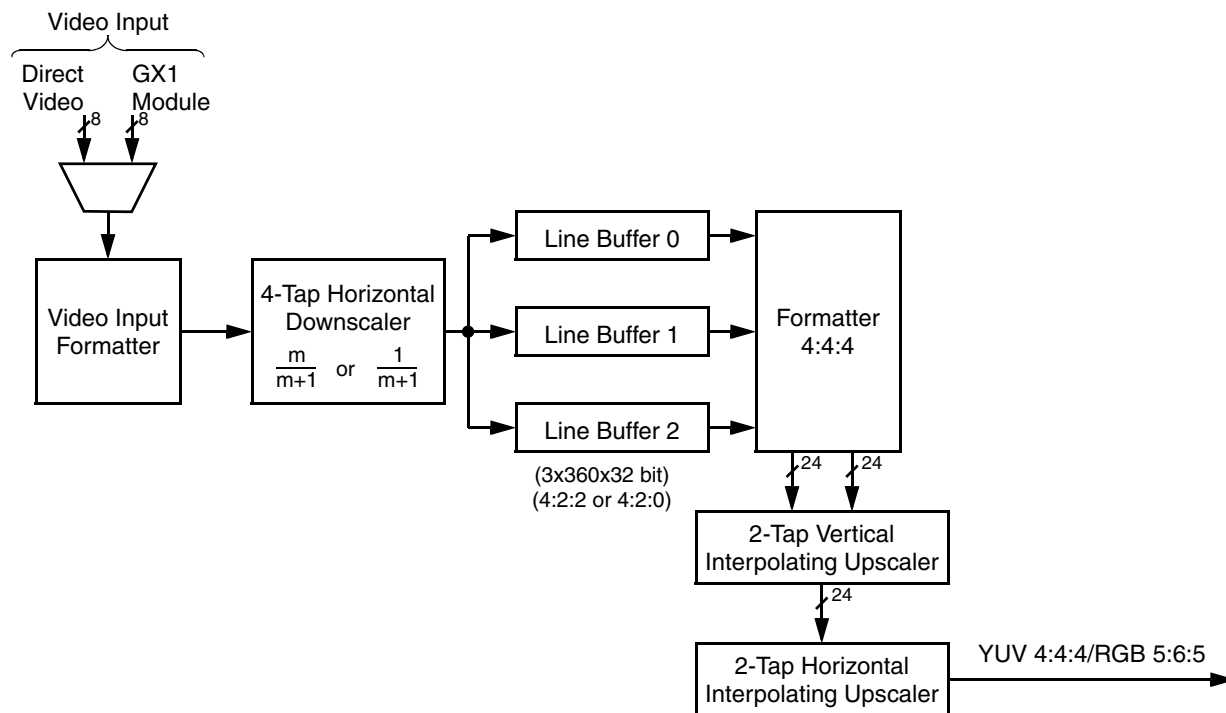 Video Input
Direct
Video
GX1
Module
8
8
Video Input
Formatter
4-Tap Horizontal
Downscaler
m
m+1
or
1
m+1
Line Buffer 0
Line Buffer 1
Line Buffer 2
(3x360x32 bit)
(4:2:2 or 4:2:0)
Formatter
4:4:4
24
24
2-Tap Vertical
Interpolating Upscaler
24
2-Tap Horizontal
Interpolating Upscaler
YUV 4:4:4/RGB 5:6:5